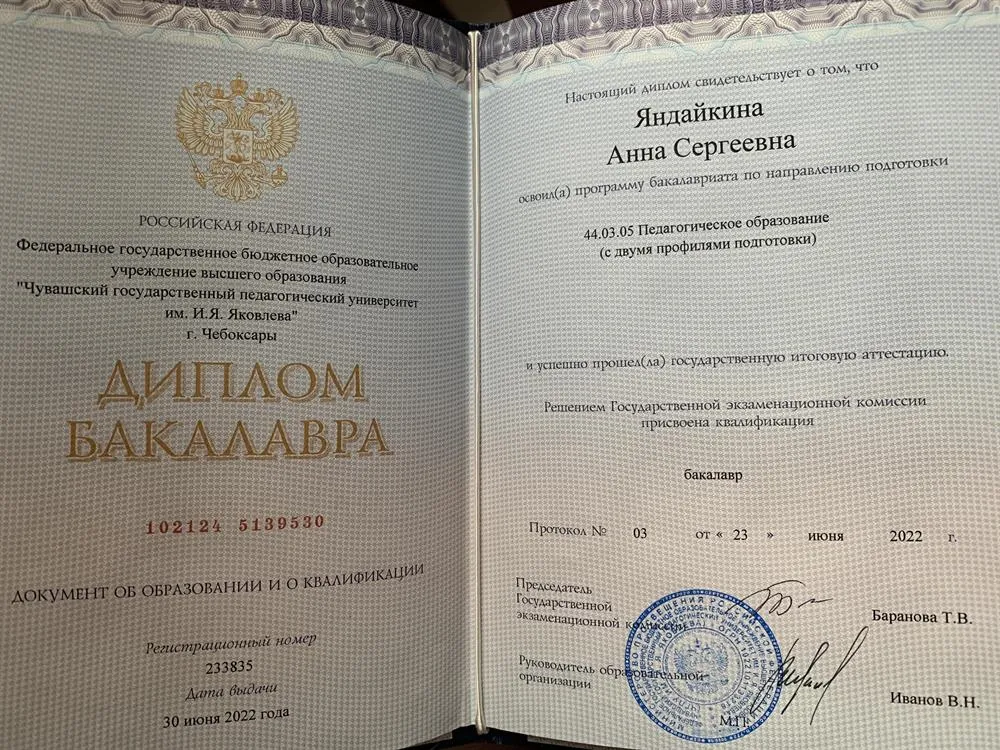 РОССИЙСКАЯ ФЕДЕРАЦИЯ
Федеральное государственное бюджетное образовательное
учреждение высшего образования
"Чувашский государственный педагогический университет
им. И.Я. Яковлева"
г. Чебоксары
ДИПЛОМ
БАКАЛАВРА
102124 5139530
ДОКУМЕНТ ОБ ОБРАЗОВАНИИ И О КВАЛИФИКАЦИИ
Регистрационный номер
233835
Дата выдачи
30 июня 2022 года
Настоящий диплом свидетельствует о том, что
Яндайкина
Анна Сергеевна
освоил(а) программу бакалавриата по направлению подготовки
44.03.05 Педагогическое образование
(с двумя профилями подготовки)
и успешно прошел(ла) государственную итоговую аттестацию.
Решением Государственной экзаменационной комиссии
присвоена квалификация
бакалавр
Протокол № 03 от « 23 » июня 2022 г.
Председатель
Государственной
экзаменационной комиссии
Баранова Т.В.
Руководитель образовательной
организации
Иванов В.Н.
М.П.